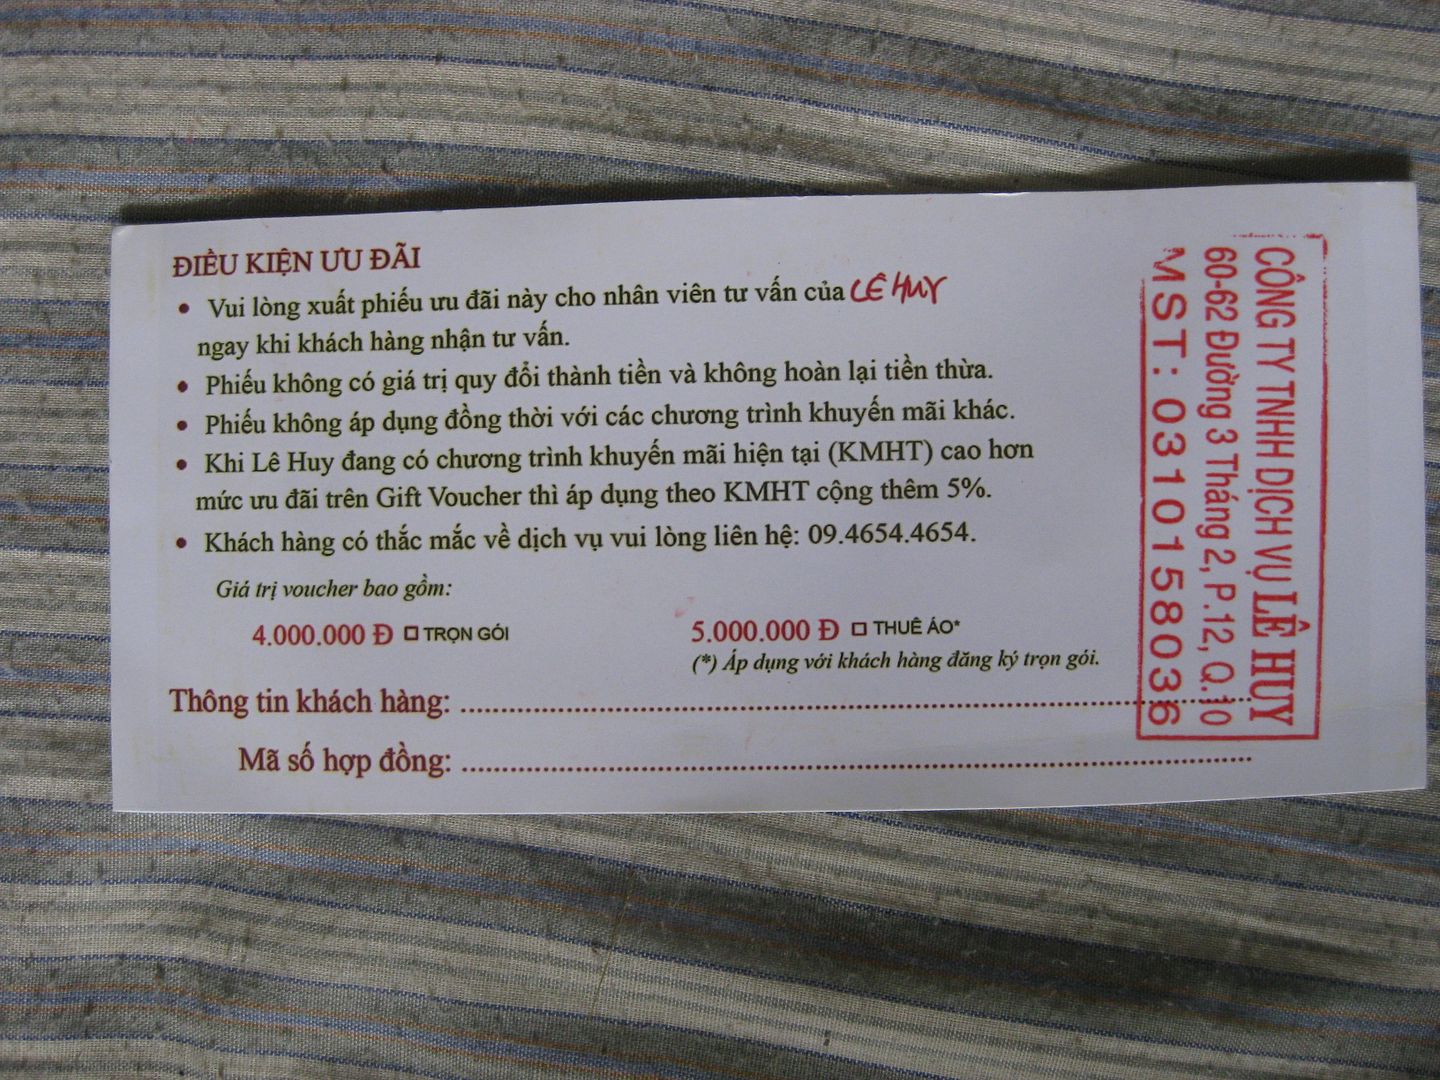 ĐIỀU KIỆN ƯU ĐÃI
• Vui lòng xuất phiếu ưu đãi này cho nhân viên tư vấn của LÊ HUY
ngay khi khách hàng nhận tư vấn.
• Phiếu không có giá trị quy đổi thành tiền và không hoàn lại tiền thừa.
• Phiếu không áp dụng đồng thời với các chương trình khuyến mãi khác.
• Khi Lê Huy đang có chương trình khuyến mãi hiện tại (KMHT) cao hơn
mức ưu đãi trên Gift Voucher thì áp dụng theo KMHT cộng thêm 5%.
• Khách hàng có thắc mắc về dịch vụ vui lòng liên hệ: 09.4654.4654.
Giá trị voucher bao gồm:
4.000.000 Đ □ TRỌN GÓI
5.000.000 Đ □ THUÊ ÁO*
(*) Áp dụng với khách hàng đăng ký trọn gói.
Thông tin khách hàng:
Mã số hợp đồng:
CÔNG TY TNHH DỊCH VỤ LÊ HUY
60-62 Đường 3 Tháng 2, P.12, Q.10
MST: 0310158036